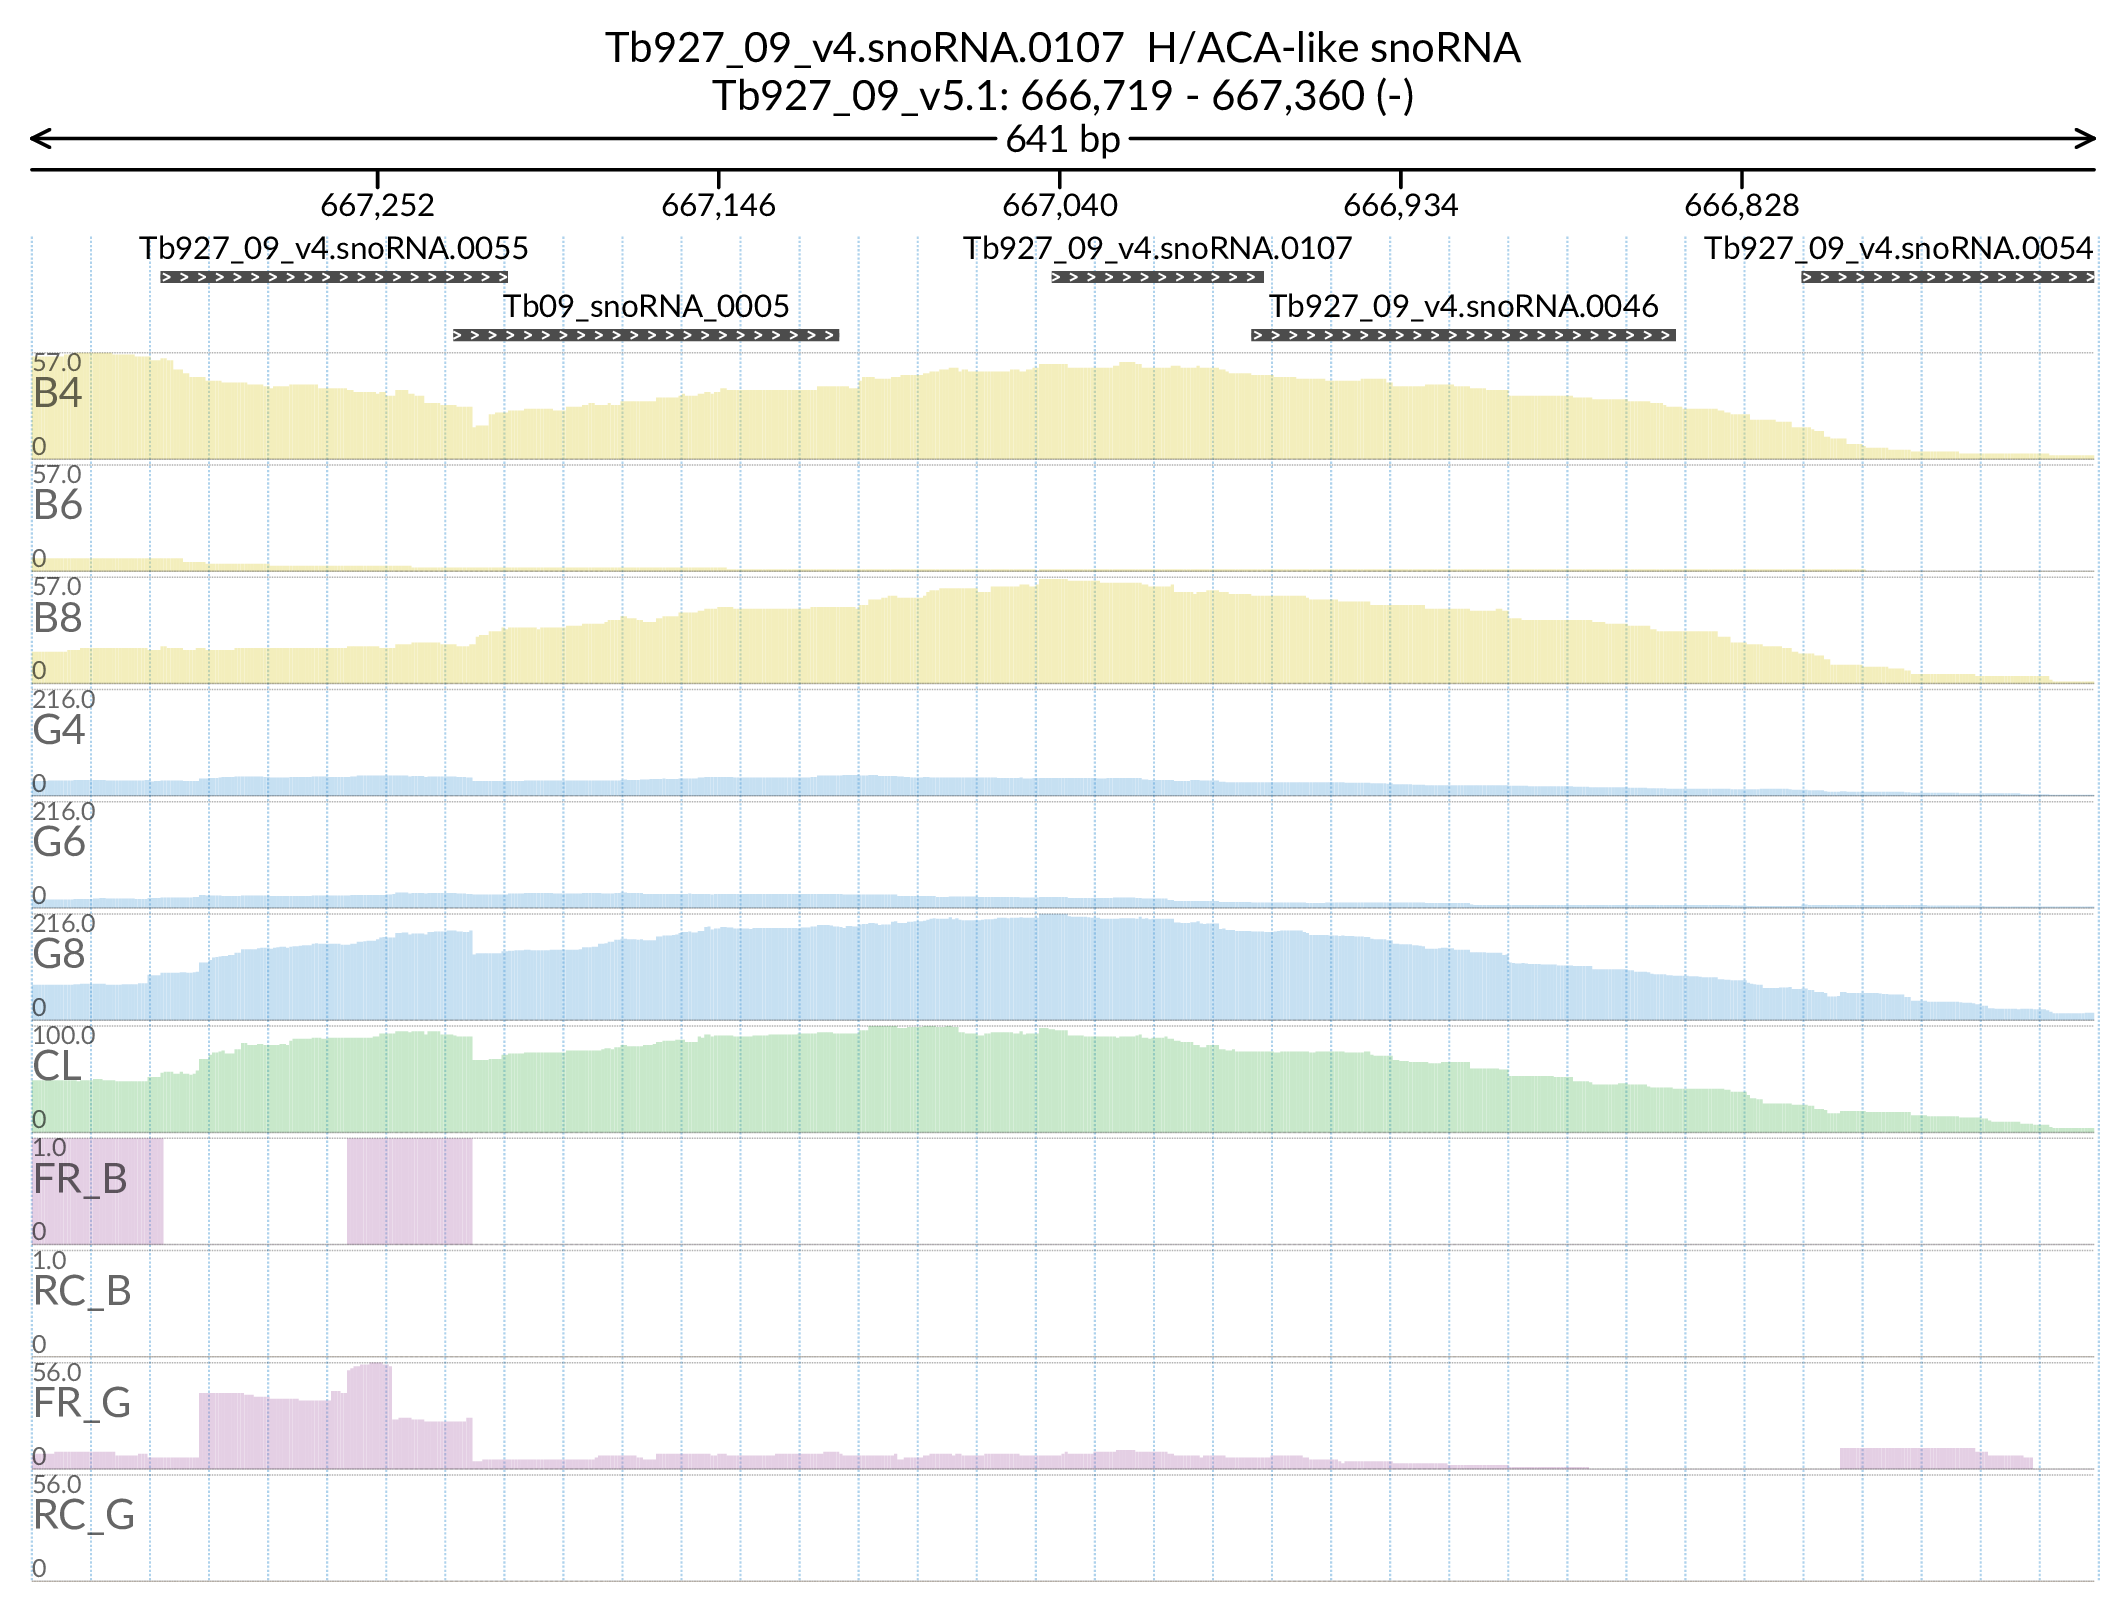 Tb927_09_v4.snoRNA.0107  H/ACA-like snoRNA
Tb927_09_v5.1: 666,719 - 667,360 (-)
641 bp
667,252 667,146 667,040 666,934 666,828
Tb927_09_v4.snoRNA.0055 Tb927_09_v4.snoRNA.0107 Tb927_09_v4.snoRNA.0054
Tb09_snoRNA_0005 Tb927_09_v4.snoRNA.0046
57.0
B4
0
57.0
B6
0
57.0
B8
0
216.0
G4
0
216.0
G6
0
216.0
G8
0
100.0
CL
0
1.0
FR_B
0
1.0
RC_B
0
56.0
FR_G
0
56.0
RC_G
0